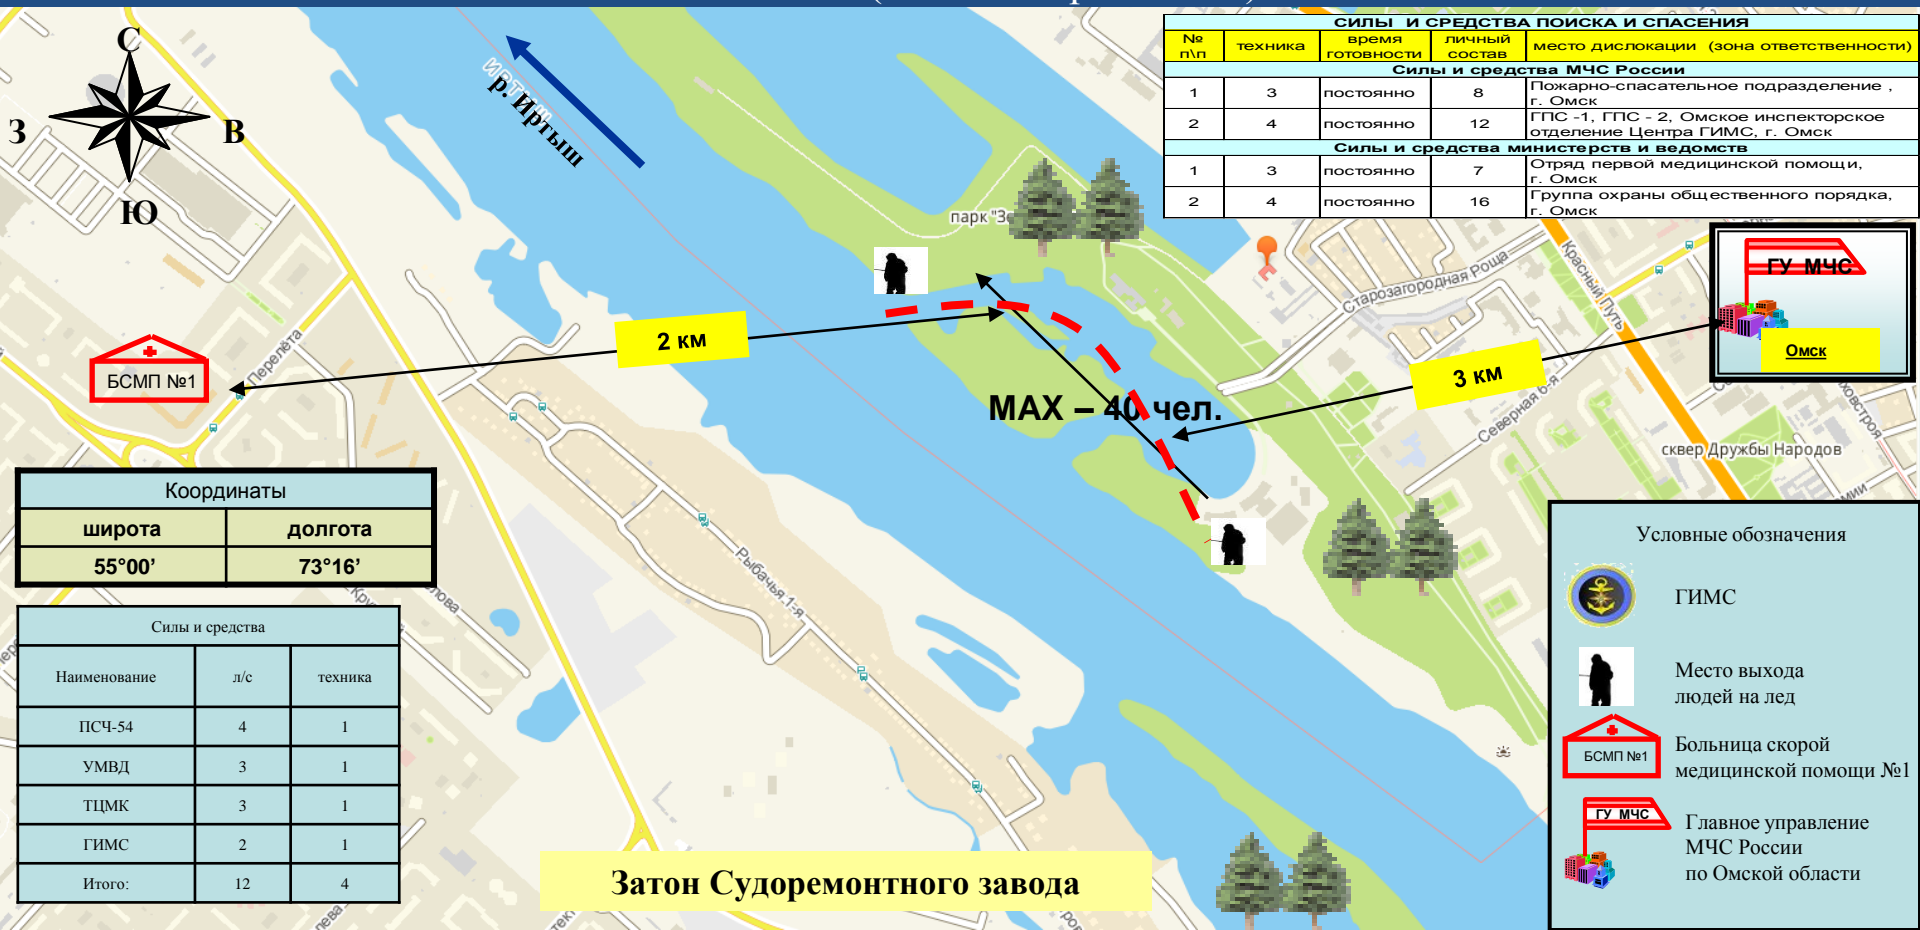 СИЛЫ И СРЕДСТВА ПОИСКА И СПАСЕНИЯ
№ п\п техника время готовности личный состав место дислокации (зона ответственности)
Силы и средства МЧС России
1 3 постоянно 8 Пожарно-спасательное подразделение , г. Омск
2 4 постоянно 12 ГПС -1, ГПС - 2, Омское инспекторское отделение Центра ГИМС, г. Омск
Силы и средства министерств и ведомств
1 3 постоянно 7 Отряд первой медицинской помощи, г. Омск
2 4 постоянно 16 Группа охраны общественного порядка, г. Омск
С
З
В
Ю
ИРТЫШ
р. Иртыш
парк
Красный Путь
Старозагородная Роща
ГУ МЧС
Омск
2 км
3 км
БСМП №1
Перелёта
МАХ – 40 чел.
Северная 6-я
сквер Дружбы Народов
Координаты
широта долгота
55°00’ 73°16’
Рыбачья 1-я
Силы и средства
Наименование л/с техника
ПСЧ-54 4 1
УМВД 3 1
ТЦМК 3 1
ГИМС 2 1
Итого: 12 4
Затон Судоремонтного завода
Условные обозначения
ГИМС
Место выхода
людей на лед
БСМП №1
Больница скорой
медицинской помощи №1
ГУ МЧС
Главное управление
МЧС России
по Омской области